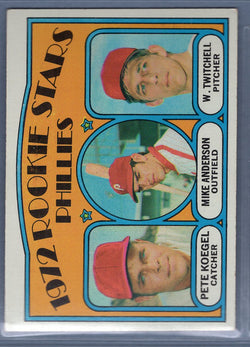 1972 ROOKIE STARS
PHILLIES
W. TWITCHELL
PITCHER
MIKE ANDERSON
OUTFIELD
PETE KOEGEL
CATCHER